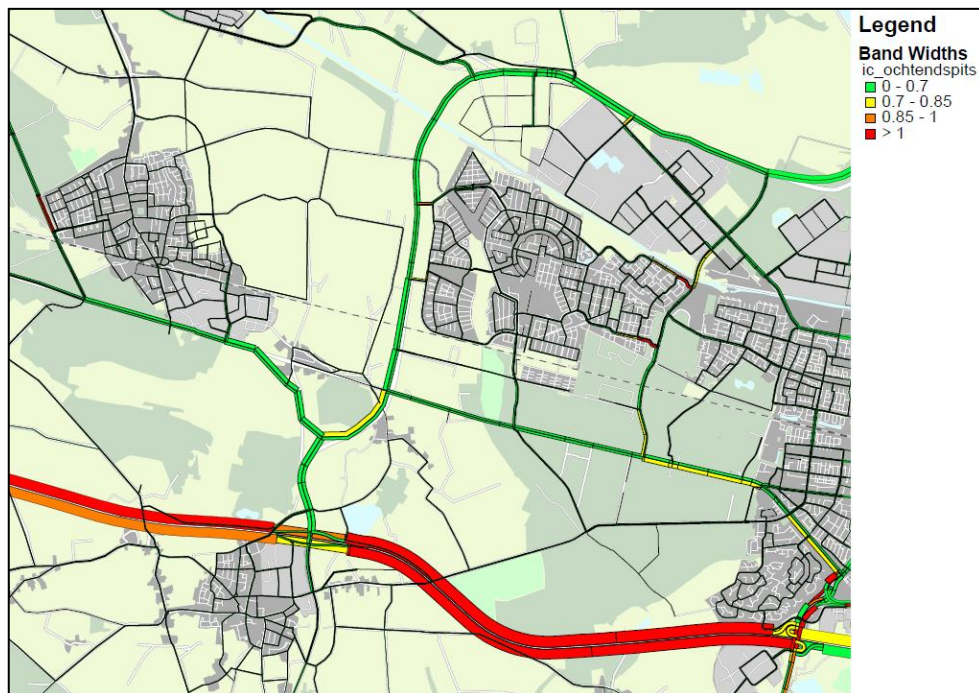 Legend
Band Widths
ic_ochtendspits
0 - 0.7
0.7 - 0.85
0.85 - 1
> 1